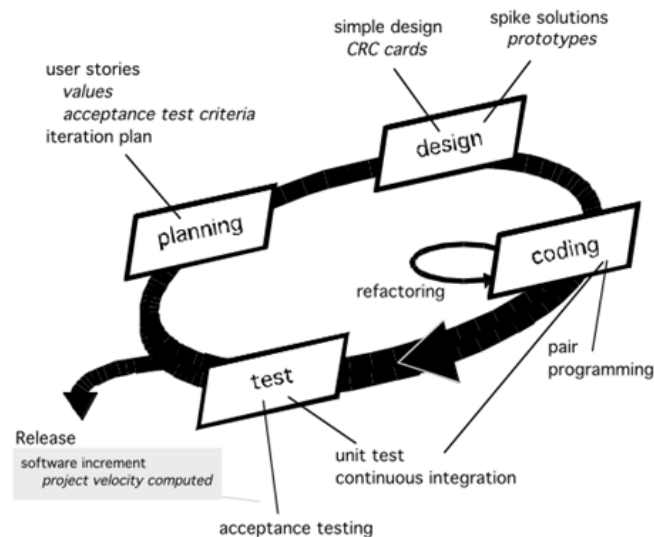 spike solutions
prototypes
simple design
CRC cards
user stories
values
acceptance test criteria
iteration plan
design
planning
coding
refactoring
pair
programming
test
Release
software increment
project velocity computed
unit test
continuous integration
acceptance testing